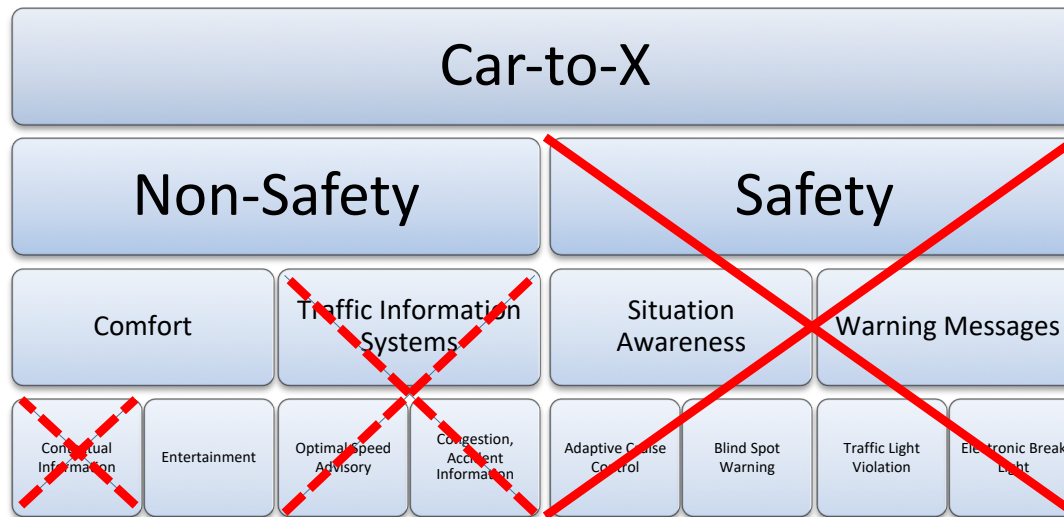 Car-to-X
Non-Safety
Safety
Comfort
Traffic Information
Systems
Situation
Awareness
Warning Messages
Contextual
Information
Entertainment
Optimal Speed
Advisory
Congestion,
Accident
Information
Adaptive Cruise
Control
Blind Spot
Warning
Traffic Light
Violation
Electronic Break
Light